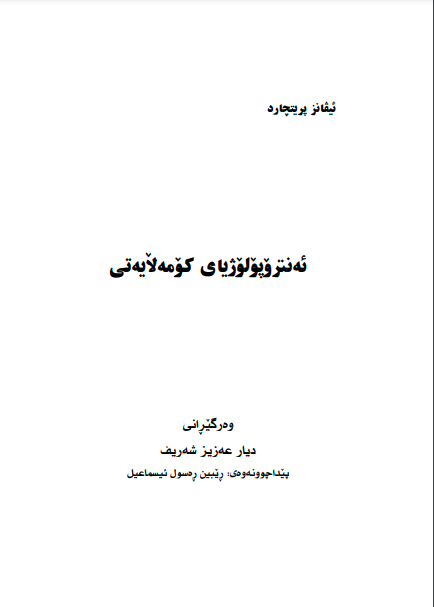 ئیڤانز پریتچارد
ئەنترۆپۆلۆژیای کۆمەڵایەتی
وەرگێڕانی
دیار عەزیز شەریف
پێداچوونەوەی: ڕێبین ڕەسول ئیسماعیل